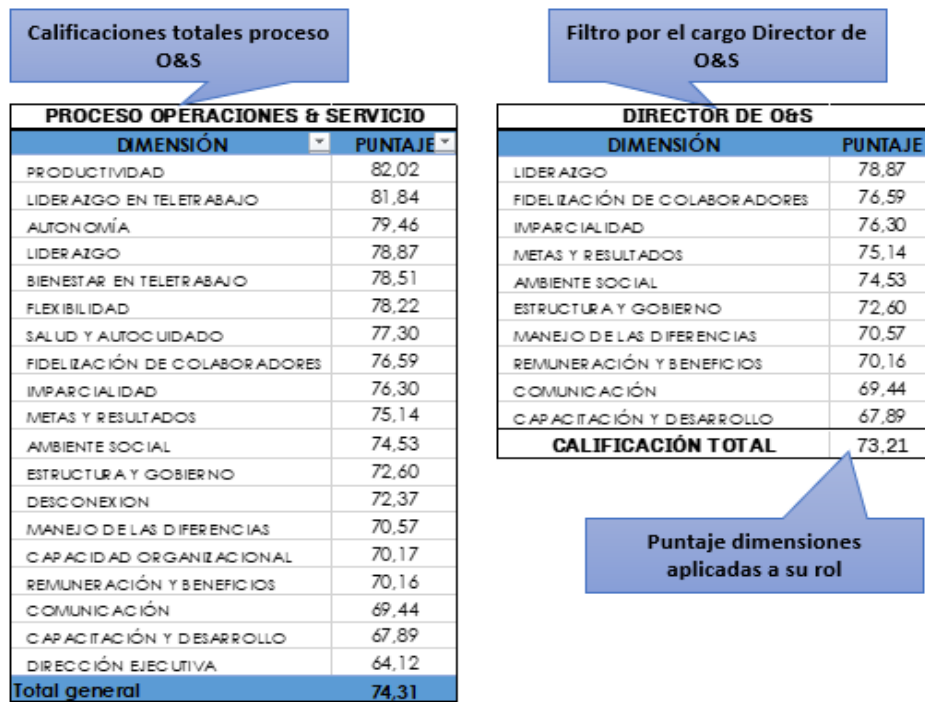 Calificaciones totales proceso
O&S
Filtro por el cargo Director de
O&S
PROCESO OPERACIONES & SERVICIO
DIMENSIÓN PUNTAJE
PRODUCTIVIDAD 82,02
LIDERAZGO EN TELETRABAJO 81,84
AUTONOMÍA 79,46
LIDERAZGO 78,87
BIENESTAR EN TELETRABAJO 78,51
FLEXIBILIDAD 78,22
SALUD Y AUTOCUIDADO 77,30
FIDELIZACIÓN DE COLABORADORES 76,59
IMPARCIALIDAD 76,30
METAS Y RESULTADOS 75,14
AMBIENTE SOCIAL 74,53
ESTRUCTURA Y GOBIERNO 72,60
DESCONEXION 72,37
MANEJO DE LAS DIFERENCIAS 70,57
CAPACIDAD ORGANIZACIONAL 70,17
REMUNERACIÓN Y BENEFICIOS 70,16
COMUNICACIÓN 69,44
CAPACITACIÓN Y DESARROLLO 67,89
DIRECCIÓN EJECUTIVA 64,12
Total general 74,31
DIRECTOR DE O&S
DIMENSIÓN PUNTAJE
LIDERAZGO 78,87
FIDELIZACIÓN DE COLABORADORES 76,59
IMPARCIALIDAD 76,30
METAS Y RESULTADOS 75,14
AMBIENTE SOCIAL 74,53
ESTRUCTURA Y GOBIERNO 72,60
MANEJO DE LAS DIFERENCIAS 70,57
REMUNERACIÓN Y BENEFICIOS 70,16
COMUNICACIÓN 69,44
CAPACITACIÓN Y DESARROLLO 67,89
CALIFICACIÓN TOTAL 73,21
Puntaje dimensiones
aplicadas a su rol